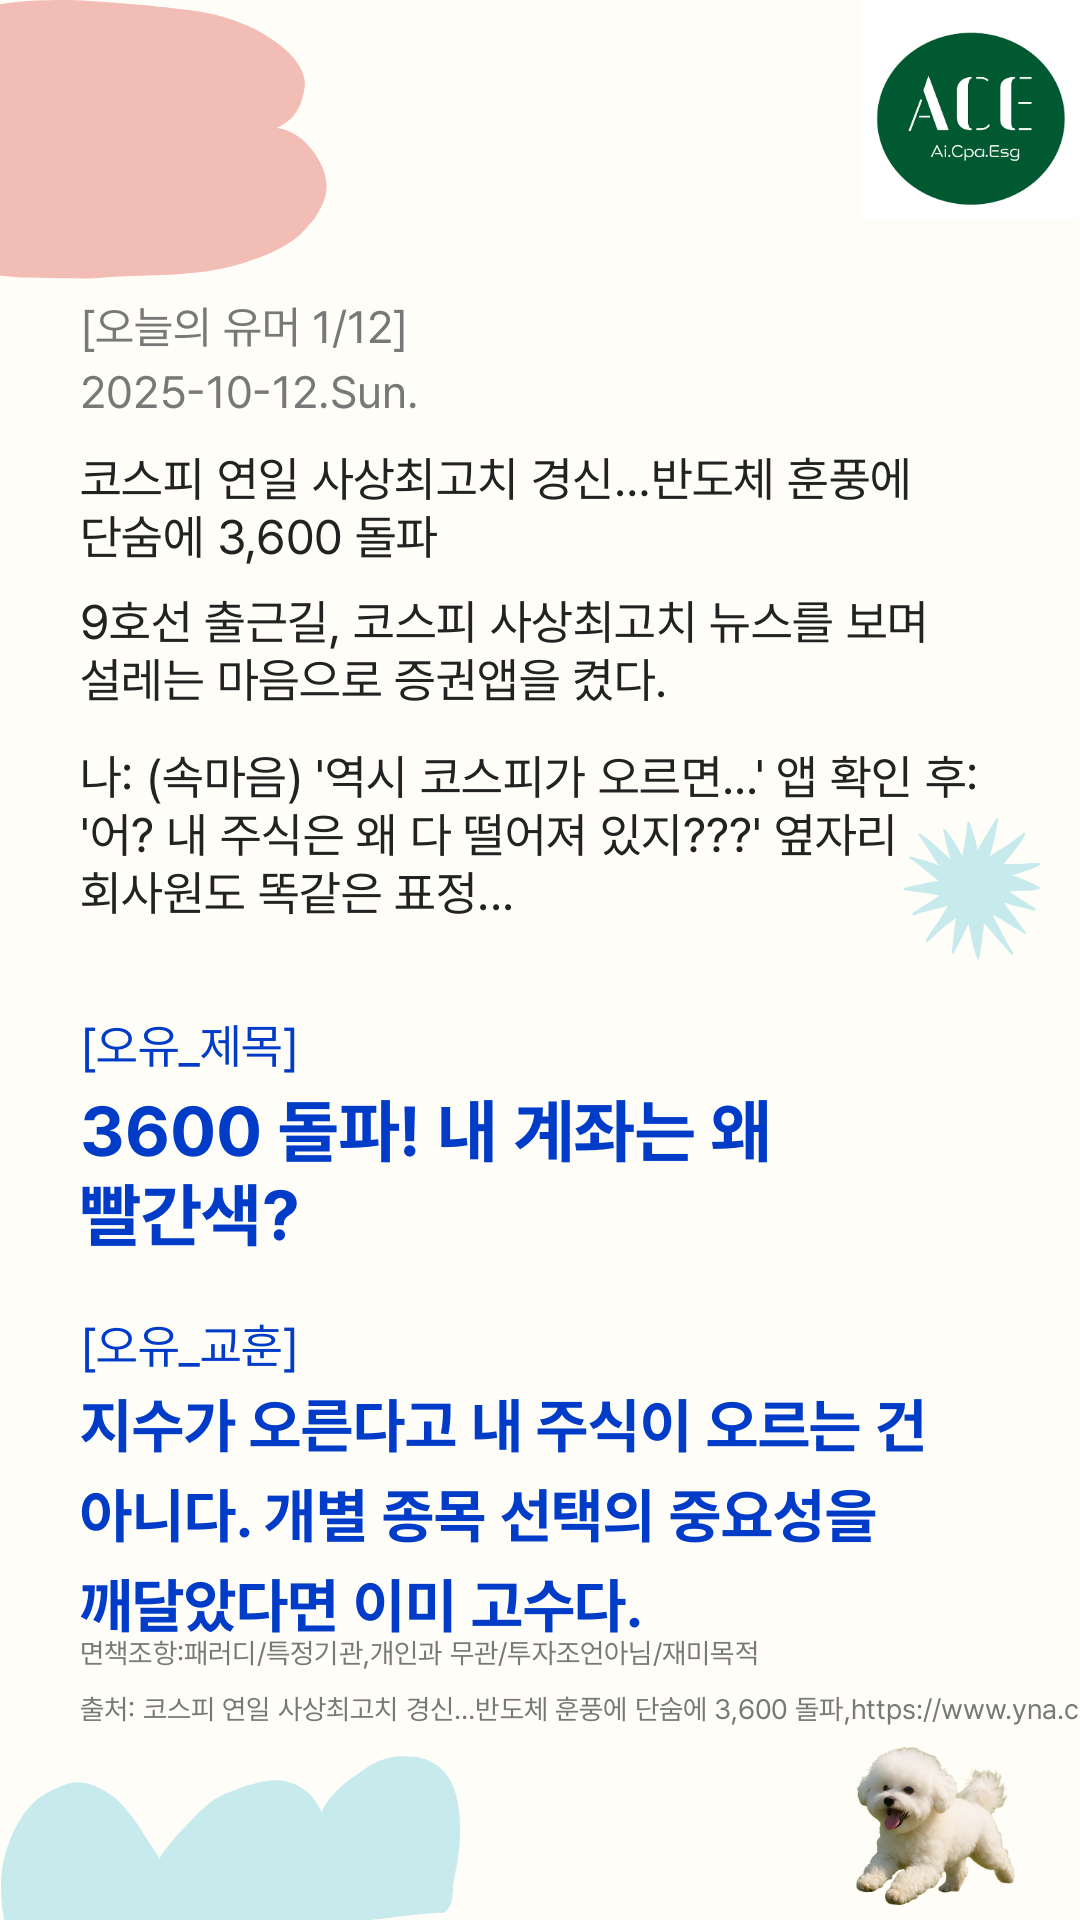 ACE
Ai.Cpa.Esg
[오늘의 유머 1/12]
2025-10-12.Sun.
코스피 연일 사상최고치 경신...반도체 훈풍에
단숨에 3,600 돌파
9호선 출근길, 코스피 사상최고치 뉴스를 보며
설레는 마음으로 증권앱을 켰다.
나: (속마음) '역시 코스피가 오르면...' 앱 확인 후:
'어? 내 주식은 왜 다 떨어져 있지???' 옆자리
회사원도 똑같은 표정...
[오유_제목]
3600 돌파! 내 계좌는 왜
빨간색?
[오유_교훈]
지수가 오른다고 내 주식이 오르는 건
아니다. 개별 종목 선택의 중요성을
깨달았다면 이미 고수다.
면책조항:패러디/특정기관,개인과 무관/투자조언아님/재미목적
출처: 코스피 연일 사상최고치 경신...반도체 훈풍에 단숨에 3,600 돌파,https://www.yna.c